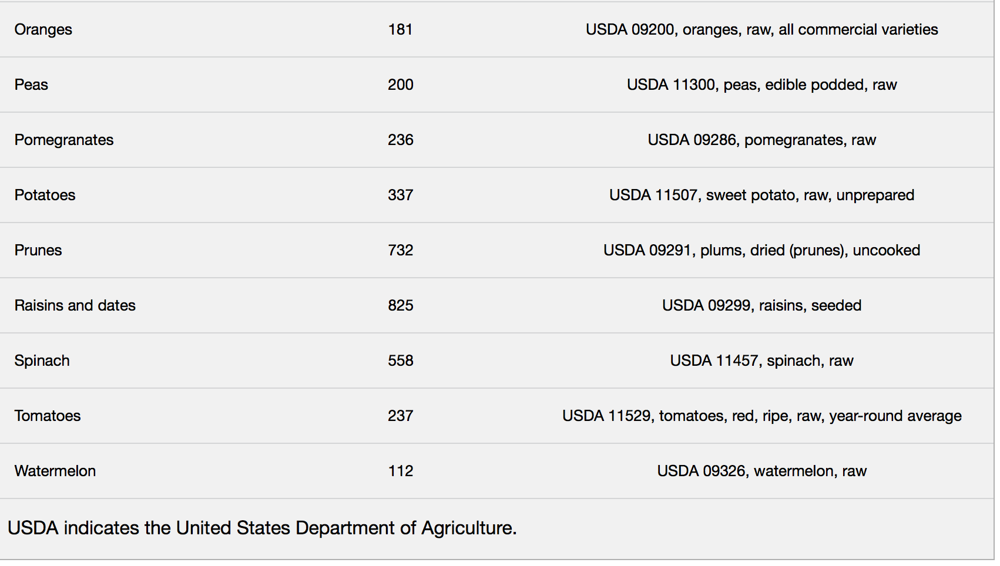 Oranges 181 USDA 09200, oranges, raw, all commercial varieties
Peas 200 USDA 11300, peas, edible podded, raw
Pomegranates 236 USDA 09286, pomegranates, raw
Potatoes 337 USDA 11507, sweet potato, raw, unprepared
Prunes 732 USDA 09291, plums, dried (prunes), uncooked
Raisins and dates 825 USDA 09299, raisins, seeded
Spinach 558 USDA 11457, spinach, raw
Tomatoes 237 USDA 11529, tomatoes, red, ripe, raw, year-round average
Watermelon 112 USDA 09326, watermelon, raw
USDA indicates the United States Department of Agriculture.